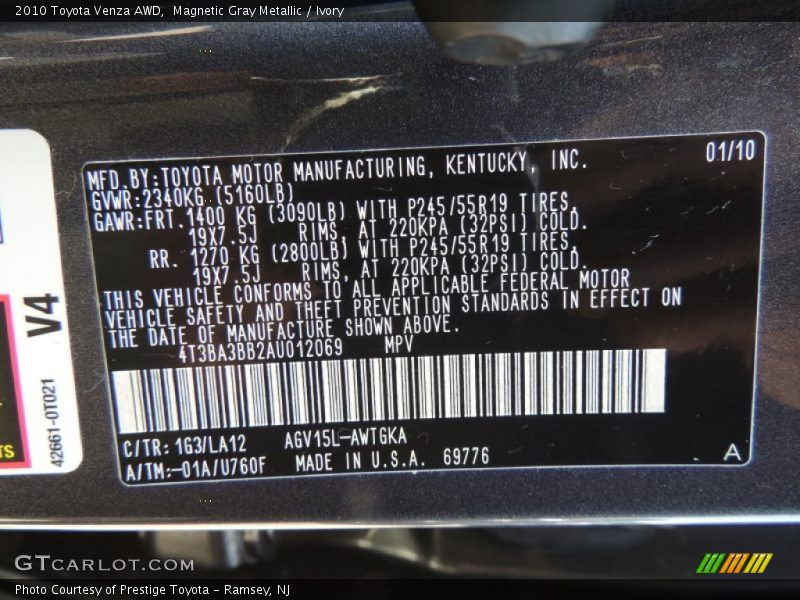 2010 Toyota Venza AWD, Magnetic Gray Metallic / Ivory
MFD.BY:TOYOTA MOTOR MANUFACTURING, KENTUCKY, INC. 01/10
GVWR:2340KG (5160LB)
GAWR:FRT.1400 KG (3090LB) WITH P245/55R19 TIRES,
19X7.5J RIMS, AT 220KPA (32PSI) COLD.
RR. 1270 KG (2800LB) WITH P245/55R19 TIRES,
19X7.5J RIMS, AT 220KPA (32PSI) COLD.
THIS VEHICLE CONFORMS TO ALL APPLICABLE FEDERAL MOTOR
VEHICLE SAFETY AND THEFT PREVENTION STANDARDS IN EFFECT ON
THE DATE OF MANUFACTURE SHOWN ABOVE.
4T3BA3BB2AU012069 MPV
C/TR: 1G3/LA12 AGV15L-AWTGKA
A/TM:-01A/U760F MADE IN U.S.A. 69776 A
V4
42661-0T021
TS
GTCARLOT.COM
Photo Courtesy of Prestige Toyota - Ramsey, NJ